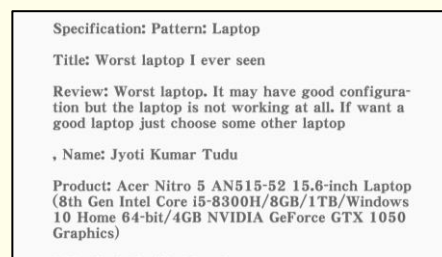 Specification: Pattern: Laptop
Title: Worst laptop I ever seen
Review: Worst laptop. It may have good configura-
tion but the laptop is not working at all. If want a
good laptop just choose some other laptop
, Name: Jyoti Kumar Tudu
Product: Acer Nitro 5 AN515-52 15.6-inch Laptop
(8th Gen Intel Core i5-8300H/8GB/1TB/Windows
10 Home 64-bit/4GB NVIDIA GeForce GTX 1050
Graphics)